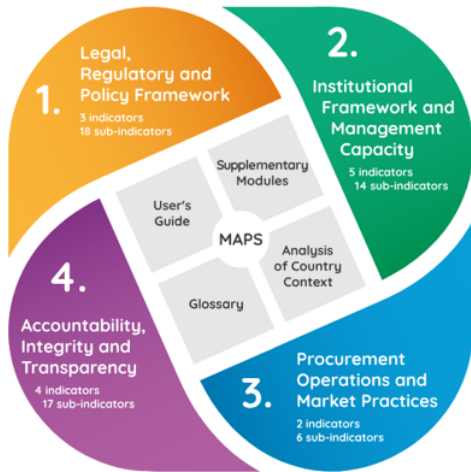 1.
Legal,
Regulatory and
Policy Framework
3 indicators
18 sub-indicators
2.
Institutional
Framework and
Management
Capacity
5 indicators
14 sub-indicators
Supplementary
Modules
User's
Guide
MAPS
Analysis
of Country
Context
Glossary
4.
Accountability,
Integrity and
Transparency
4 indicators
17 sub-indicators
3.
Procurement
Operations and
Market Practices
2 indicators
6 sub-indicators